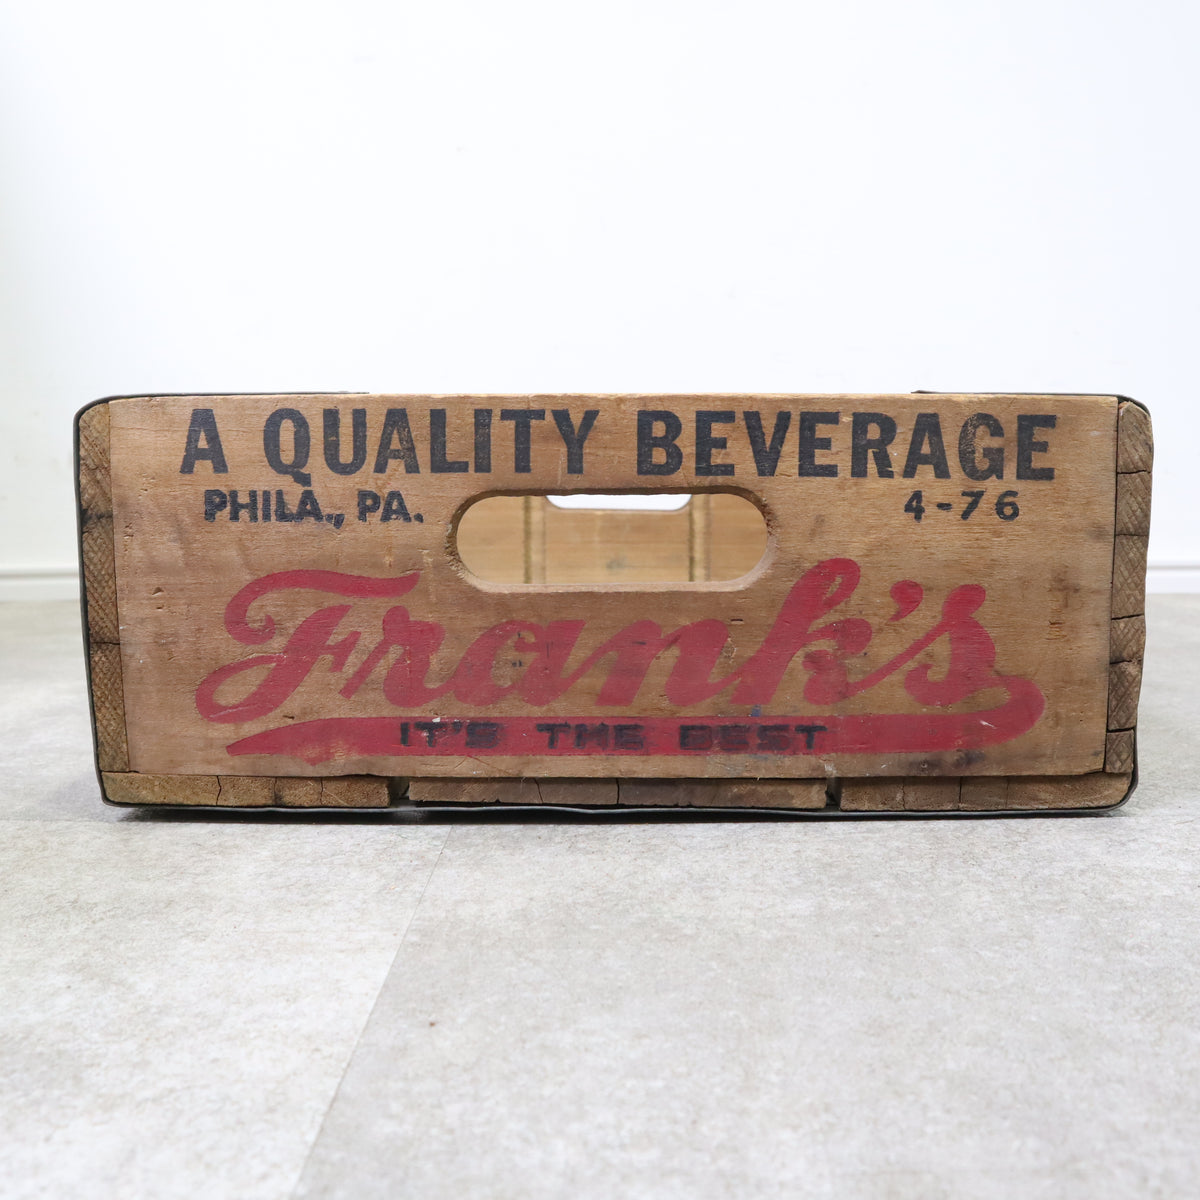 A QUALITY BEVERAGE
PHILA., PA. 4-76
Frank's
IT'S THE BEST